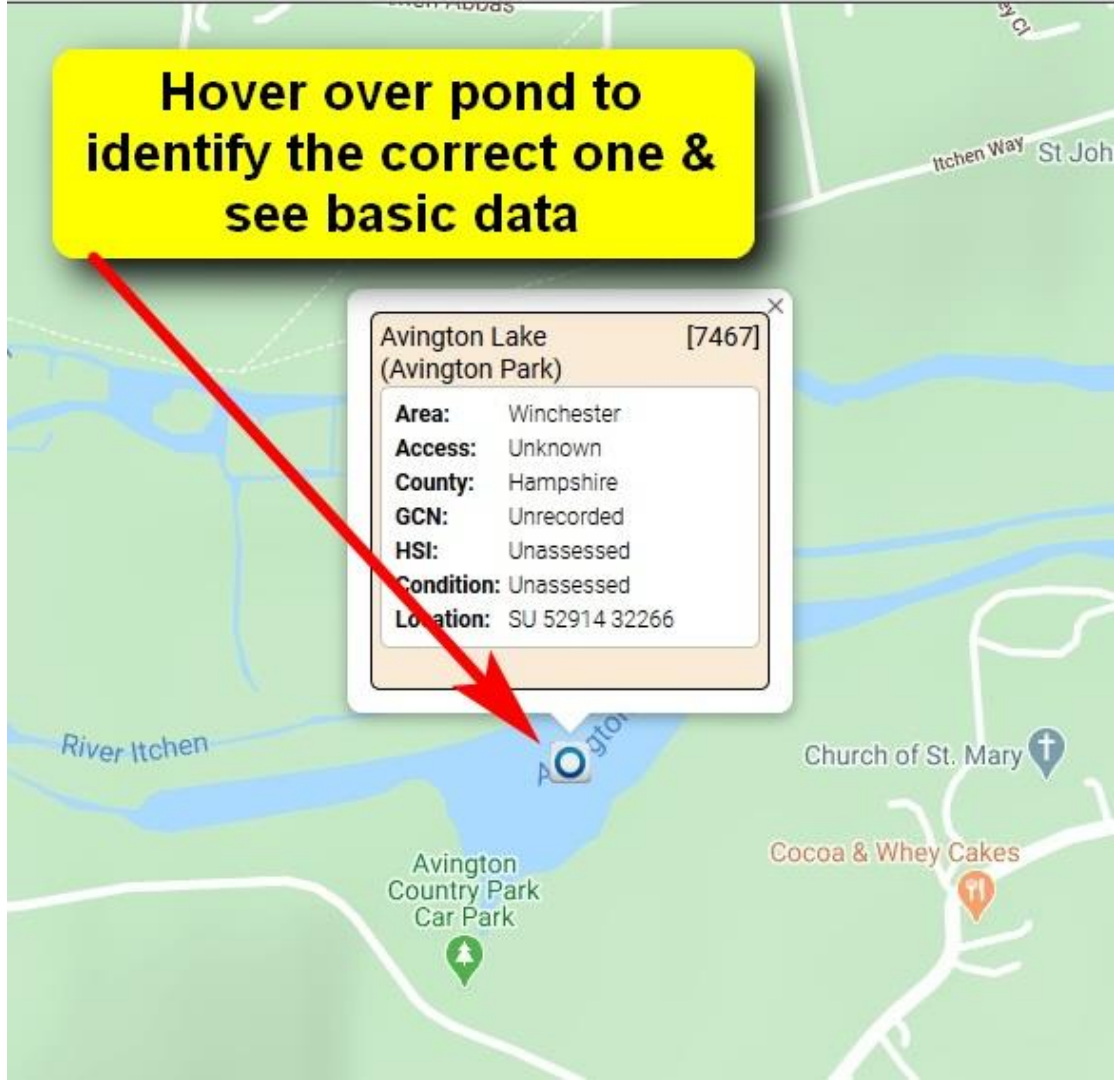 Abbas
Hover over pond to
identify the correct one &
see basic data
Itchen Way
St Joh
Avington Lake [7467]
(Avington Park)
Area: Winchester
Access: Unknown
County: Hampshire
GCN: Unrecorded
HSI: Unassessed
Condition: Unassessed
Location: SU 52914 32266
River Itchen
Church of St. Mary
Cocoa & Whey Cakes
Avington
Country Park
Car Park